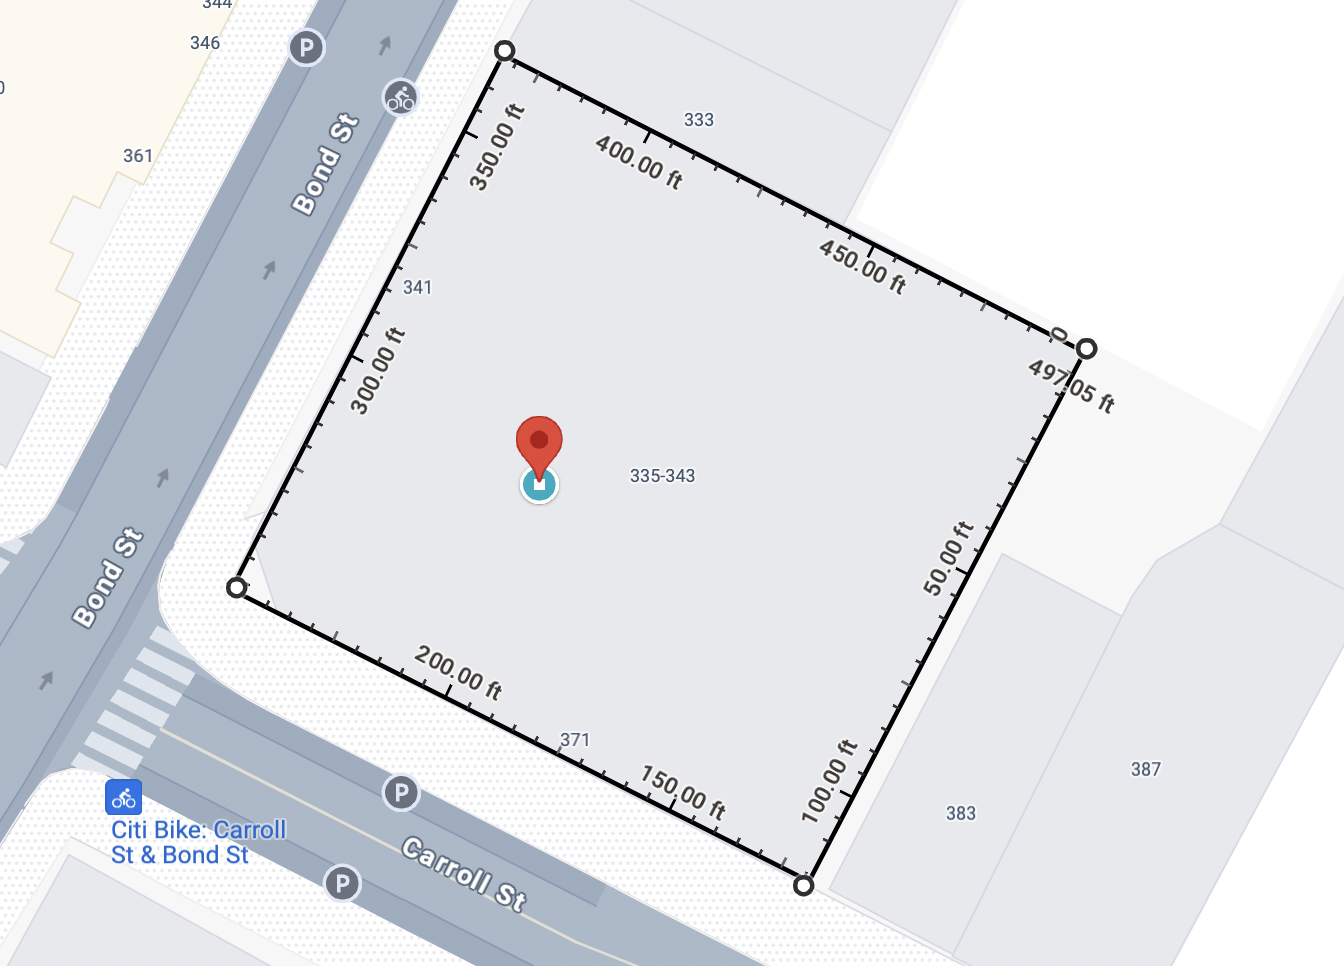 344
346
333
361
Bond St
350.00 ft
400.00 ft
450.00 ft
341
0
497.05 ft
300.00 ft
335-343
50.00 ft
Bond St
200.00 ft
371
150.00 ft
100.00 ft
387
383
Citi Bike: Carroll
St & Bond St
Carroll St
P
P
P